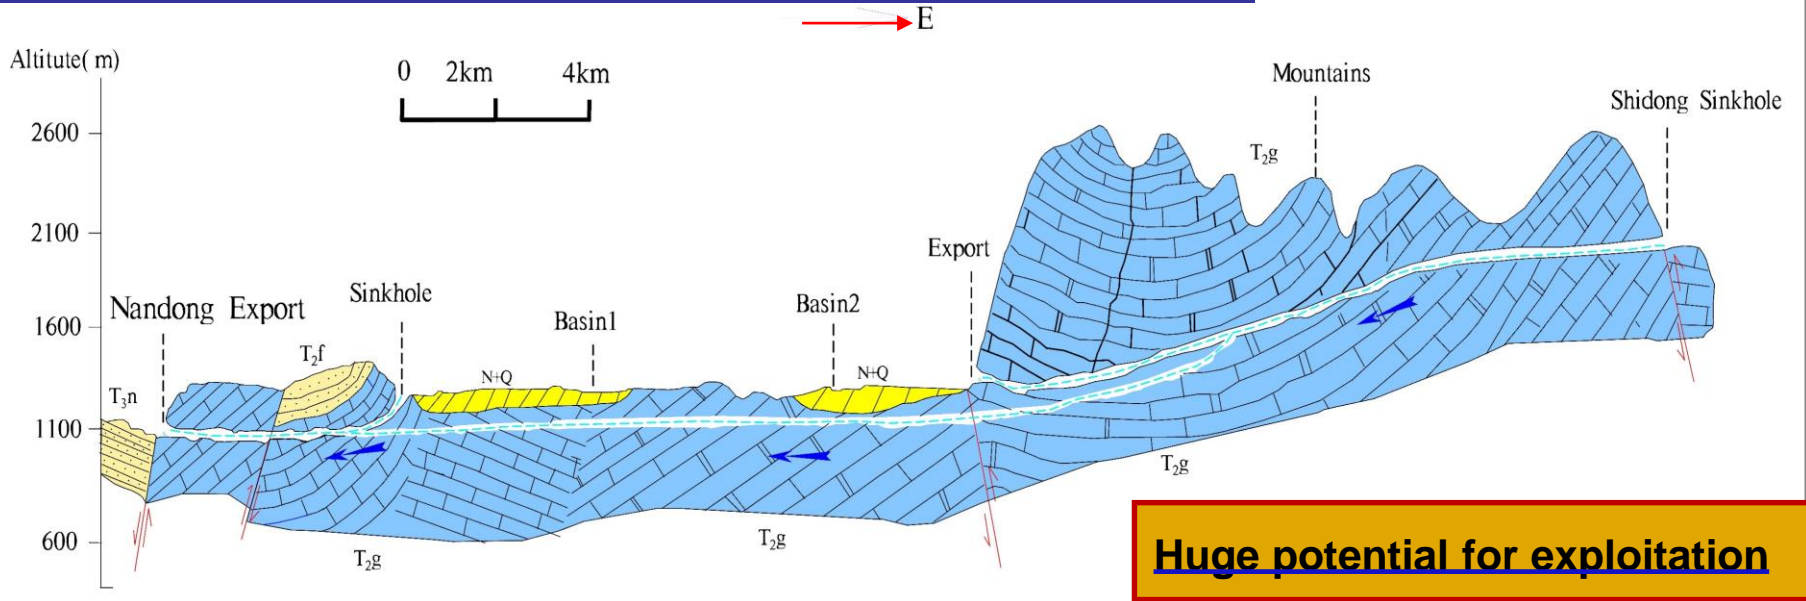 E
Altitute( m)
0 2km 4km
Mountains
Shidong Sinkhole
2600
T₂g
2100
Export
Sinkhole
Nandong Export
Basin2
Basin1
1600
T₂f
N+Q
N+Q
T₃n
1100
T₂g
600
T₂g
T₂g
Huge potential for exploitation